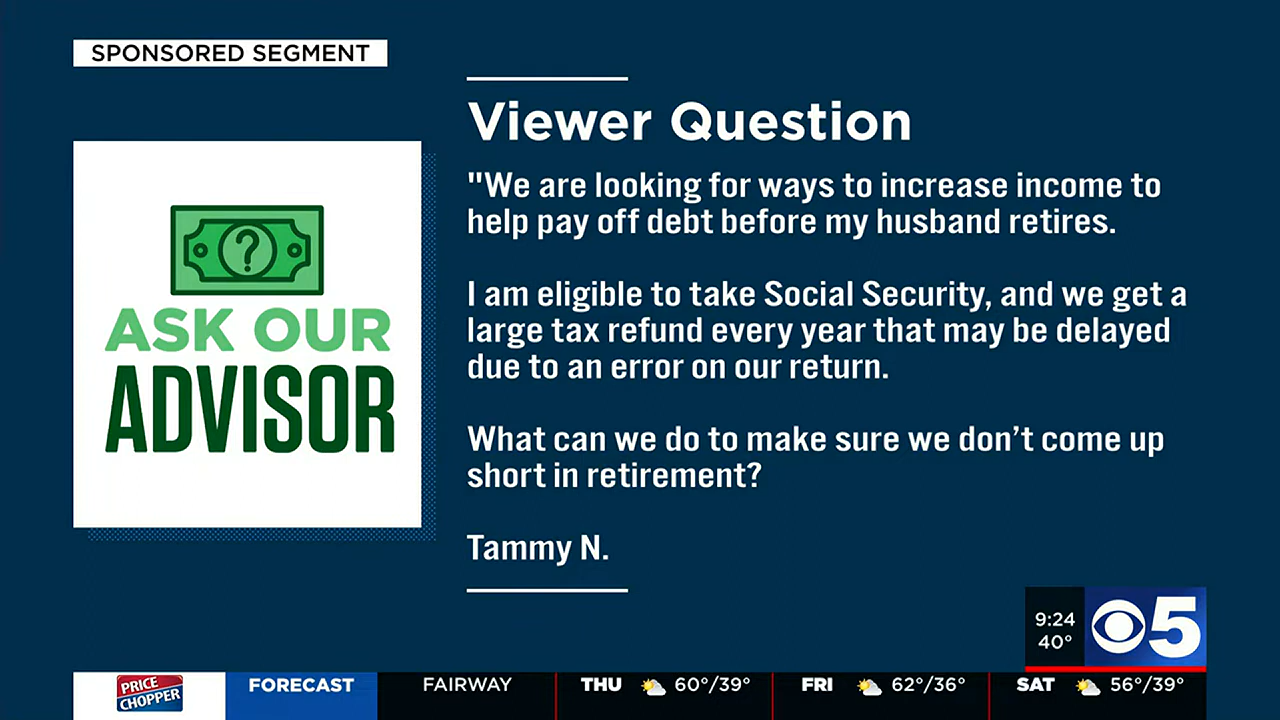 SPONSORED SEGMENT
Viewer Question
"We are looking for ways to increase income to
help pay off debt before my husband retires.
I am eligible to take Social Security, and we get a
large tax refund every year that may be delayed
due to an error on our return.
What can we do to make sure we don’t come up
short in retirement?
Tammy N.
?
ASK OUR
ADVISOR
9:24
40°
5
PRICE
CHOPPER
FORECAST
FAIRWAY
THU 60°/39°
FRI 62°/36°
SAT 56°/39°